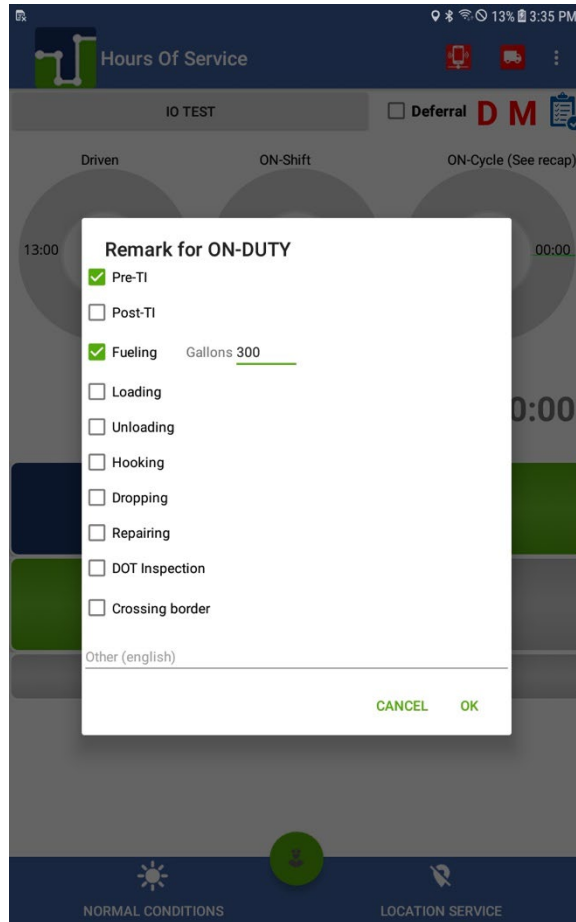 13% 3:35 PM
Hours Of Service
IO TEST
Deferral D M
Driven ON-Shift ON-Cycle (See recap)
13:00 00:00
Remark for ON-DUTY
Pre-TI
Post-TI
Fueling Gallons 300
Loading
Unloading
Hooking
Dropping
Repairing
DOT Inspection
Crossing border
Other (english)
CANCEL OK
NORMAL CONDITIONS LOCATION SERVICE